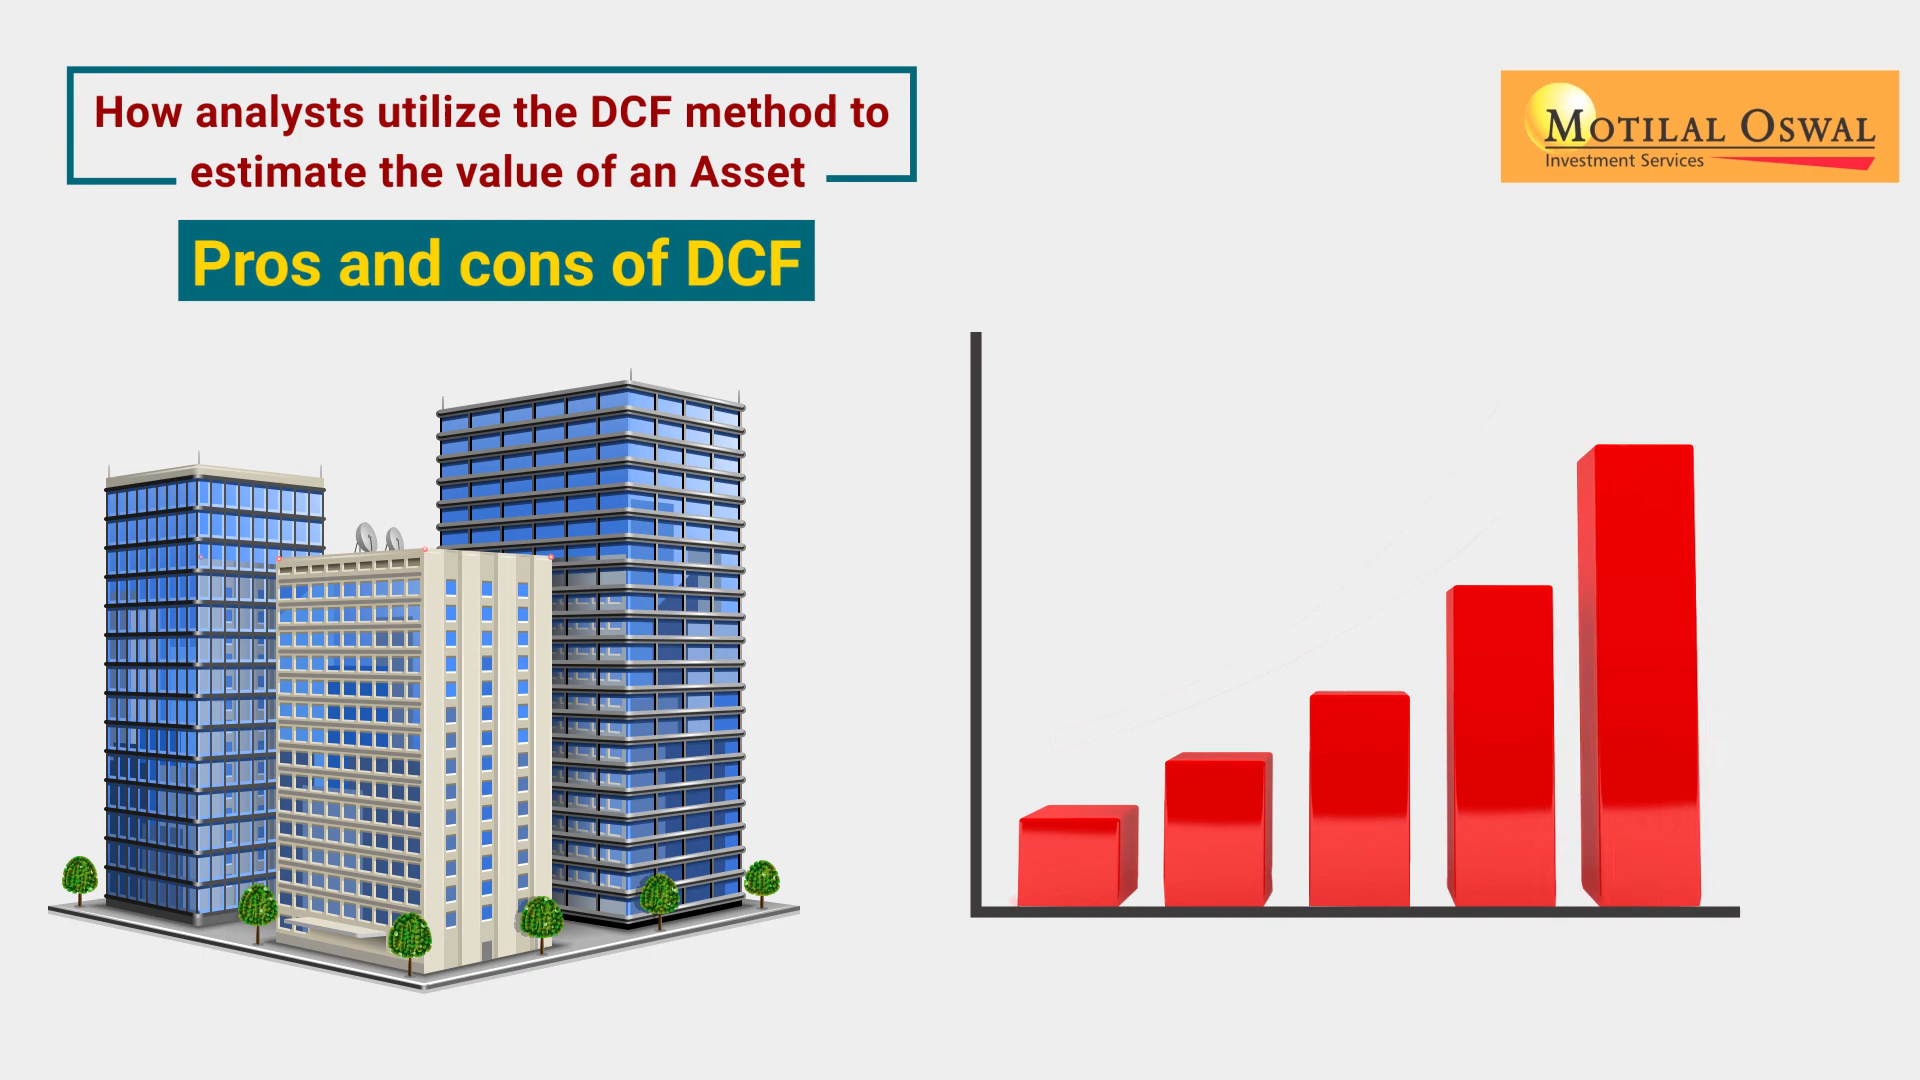 How analysts utilize the DCF method to
estimate the value of an Asset
Pros and cons of DCF
MOTILAL OSWAL
Investment Services